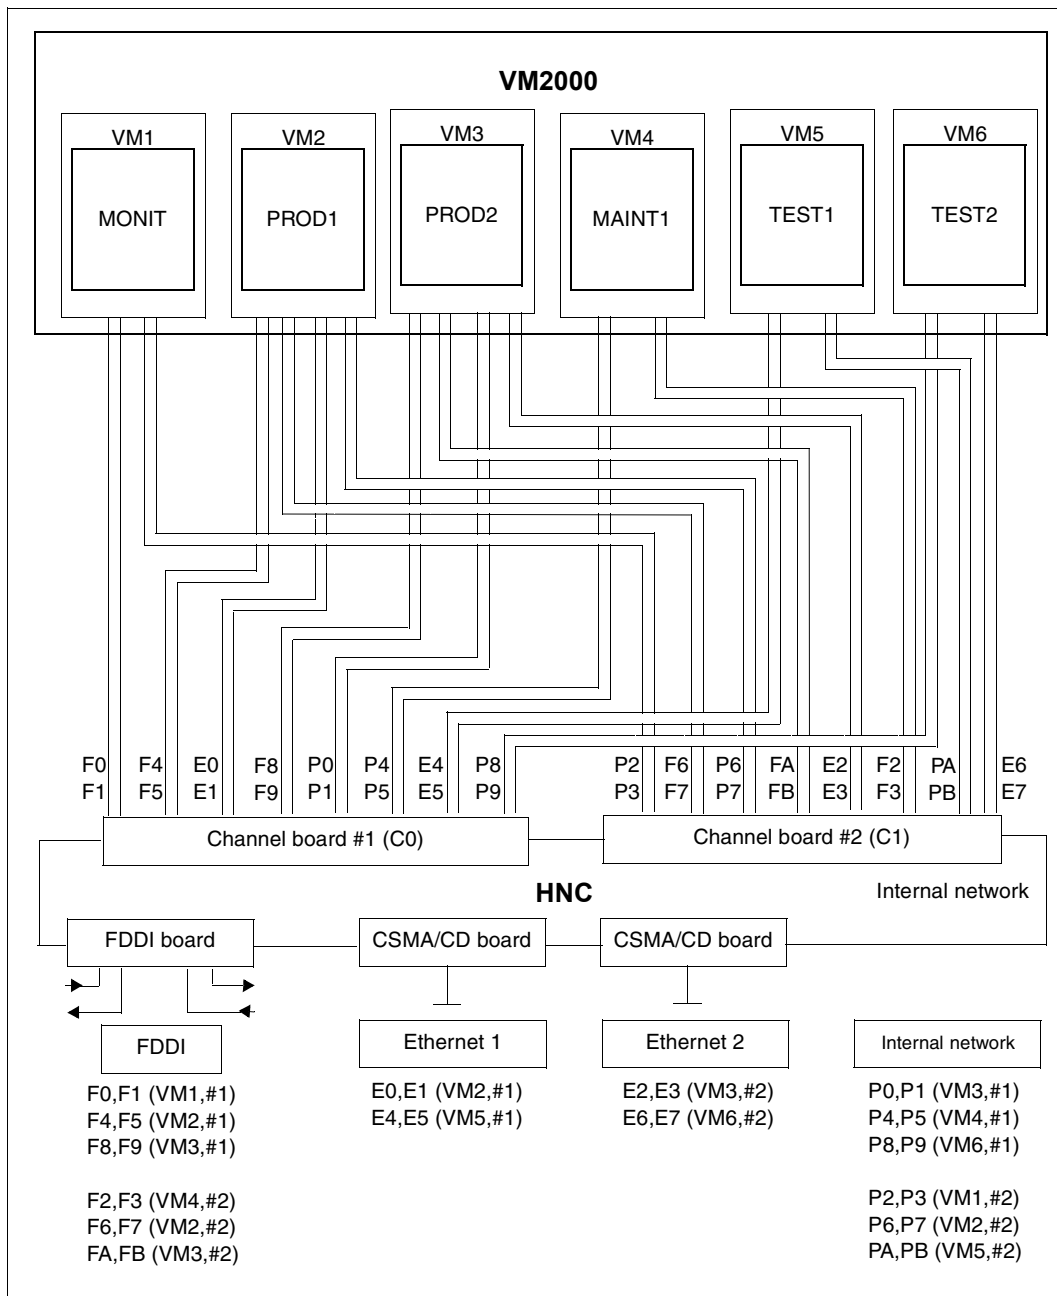 VM2000
VM1 VM2 VM3 VM4 VM5 VM6
MONIT PROD1 PROD2 MAINT1 TEST1 TEST2
F0 F4 E0 F8 P0 P4 E4 P8 P2 F6 P6 FA E2 F2 PA E6
F1 F5 E1 F9 P1 P5 E5 P9 P3 F7 P7 FB E3 F3 PB E7
Channel board #1 (C0) Channel board #2 (C1)
HNC Internal network
FDDI board CSMA/CD board CSMA/CD board
FDDI
F0,F1 (VM1,#1)
F4,F5 (VM2,#1)
F8,F9 (VM3,#1)
F2,F3 (VM4,#2)
F6,F7 (VM2,#2)
FA,FB (VM3,#2)
Ethernet 1
E0,E1 (VM2,#1)
E4,E5 (VM5,#1)
Ethernet 2
E2,E3 (VM3,#2)
E6,E7 (VM6,#2)
Internal network
P0,P1 (VM3,#1)
P4,P5 (VM4,#1)
P8,P9 (VM6,#1)
P2,P3 (VM1,#2)
P6,P7 (VM2,#2)
PA,PB (VM5,#2)